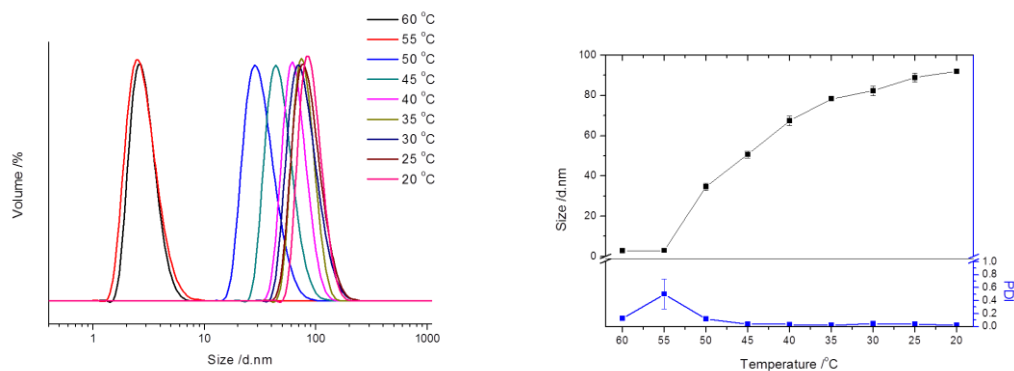 60 °C
55 °C
50 °C
45 °C
40 °C
35 °C
30 °C
25 °C
20 °C
Volume /%
1 10 100 1000
Size /d.nm
100
80
60
40
20
0
Size /d.nm
1.0
0.8
0.6
0.4
0.2
0.0
PDI
60 55 50 45 40 35 30 25 20
Temperature /°C